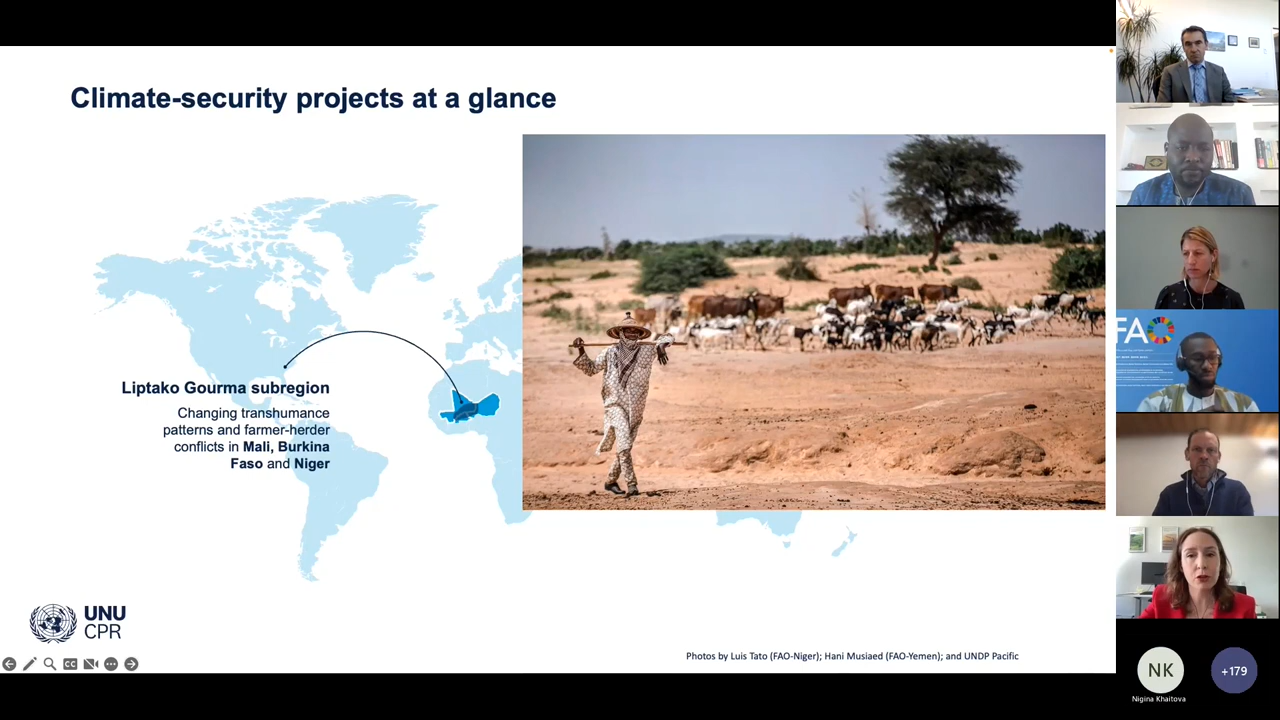 Climate-security projects at a glance
Liptako Gourma subregion
Changing transhumance
patterns and farmer-herder
conflicts in Mali, Burkina
Faso and Niger
UNU
CPR
Photos by Luis Tato (FAO-Niger); Hani Musiaed (FAO-Yemen); and UNDP Pacific
CC
FAO
NK
+179
Nigina Khaitova